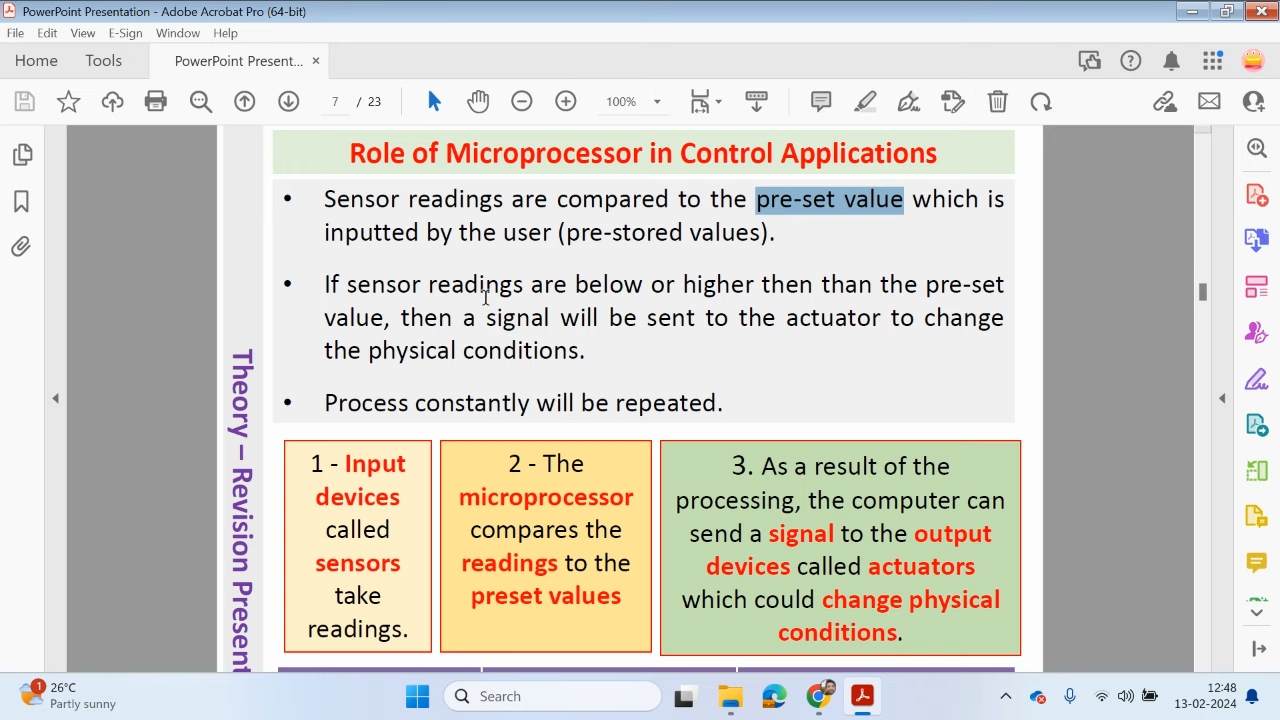 PowerPoint Presentation - Adobe Acrobat Pro (64-bit)
File Edit View E-Sign Window Help
Home Tools PowerPoint Present... ×
7 / 23 100%
Role of Microprocessor in Control Applications
• Sensor readings are compared to the pre-set value which is
inputted by the user (pre-stored values).
• If sensor readings are below or higher then than the pre-set
value, then a signal will be sent to the actuator to change
the physical conditions.
• Process constantly will be repeated.
Theory – Revision Present
1 - Input
devices
called
sensors
take
readings.
2 - The
microprocessor
compares the
readings to the
preset values
3. As a result of the
processing, the computer can
send a signal to the output
devices called actuators
which could change physical
conditions.
1
26°C
Partly sunny
Search
12:48
13-02-2024